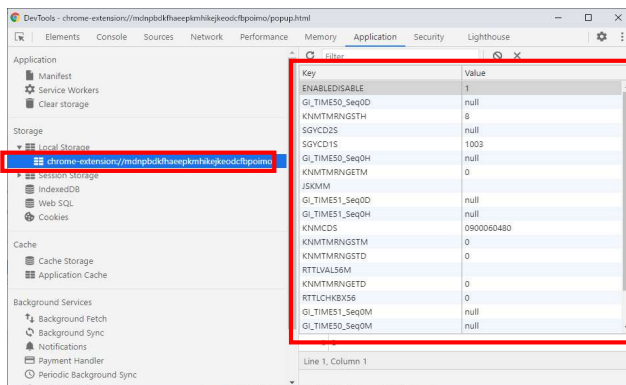 DevTools - chrome-extension://mdnpbdkfhaeepkmhikejkeodcfbpoimo/popup.html
Elements Console Sources Network Performance Memory Application Security Lighthouse
Application
Manifest
Service Workers
Clear storage
Storage
Local Storage
chrome-extension://mdnpbdkfhaeepkmhikejkeodcfbpoimo
Session Storage
IndexedDB
Web SQL
Cookies
Cache
Cache Storage
Application Cache
Background Services
Background Fetch
Background Sync
Notifications
Payment Handler
Periodic Background Sync
Filter
Key Value
ENABLEDISABLE 1
GI_TIME50_Seq0D null
KNMTMRNGSTH 8
SGYCD2S null
SGYCD1S 1003
GI_TIME50_Seq0H null
KNMTMRNGETM 0
JSKMM
GI_TIME51_Seq0D null
GI_TIME51_Seq0H null
KNMCDS 0900060480
KNMTMRNGSTM 0
KNMTMRNGSTD 0
RTTLVAL56M
KNMTMRNGETD 0
RTTLCHKBX56 0
GI_TIME51_Seq0M null
GI_TIME50_Seq0M null
Line 1, Column 1